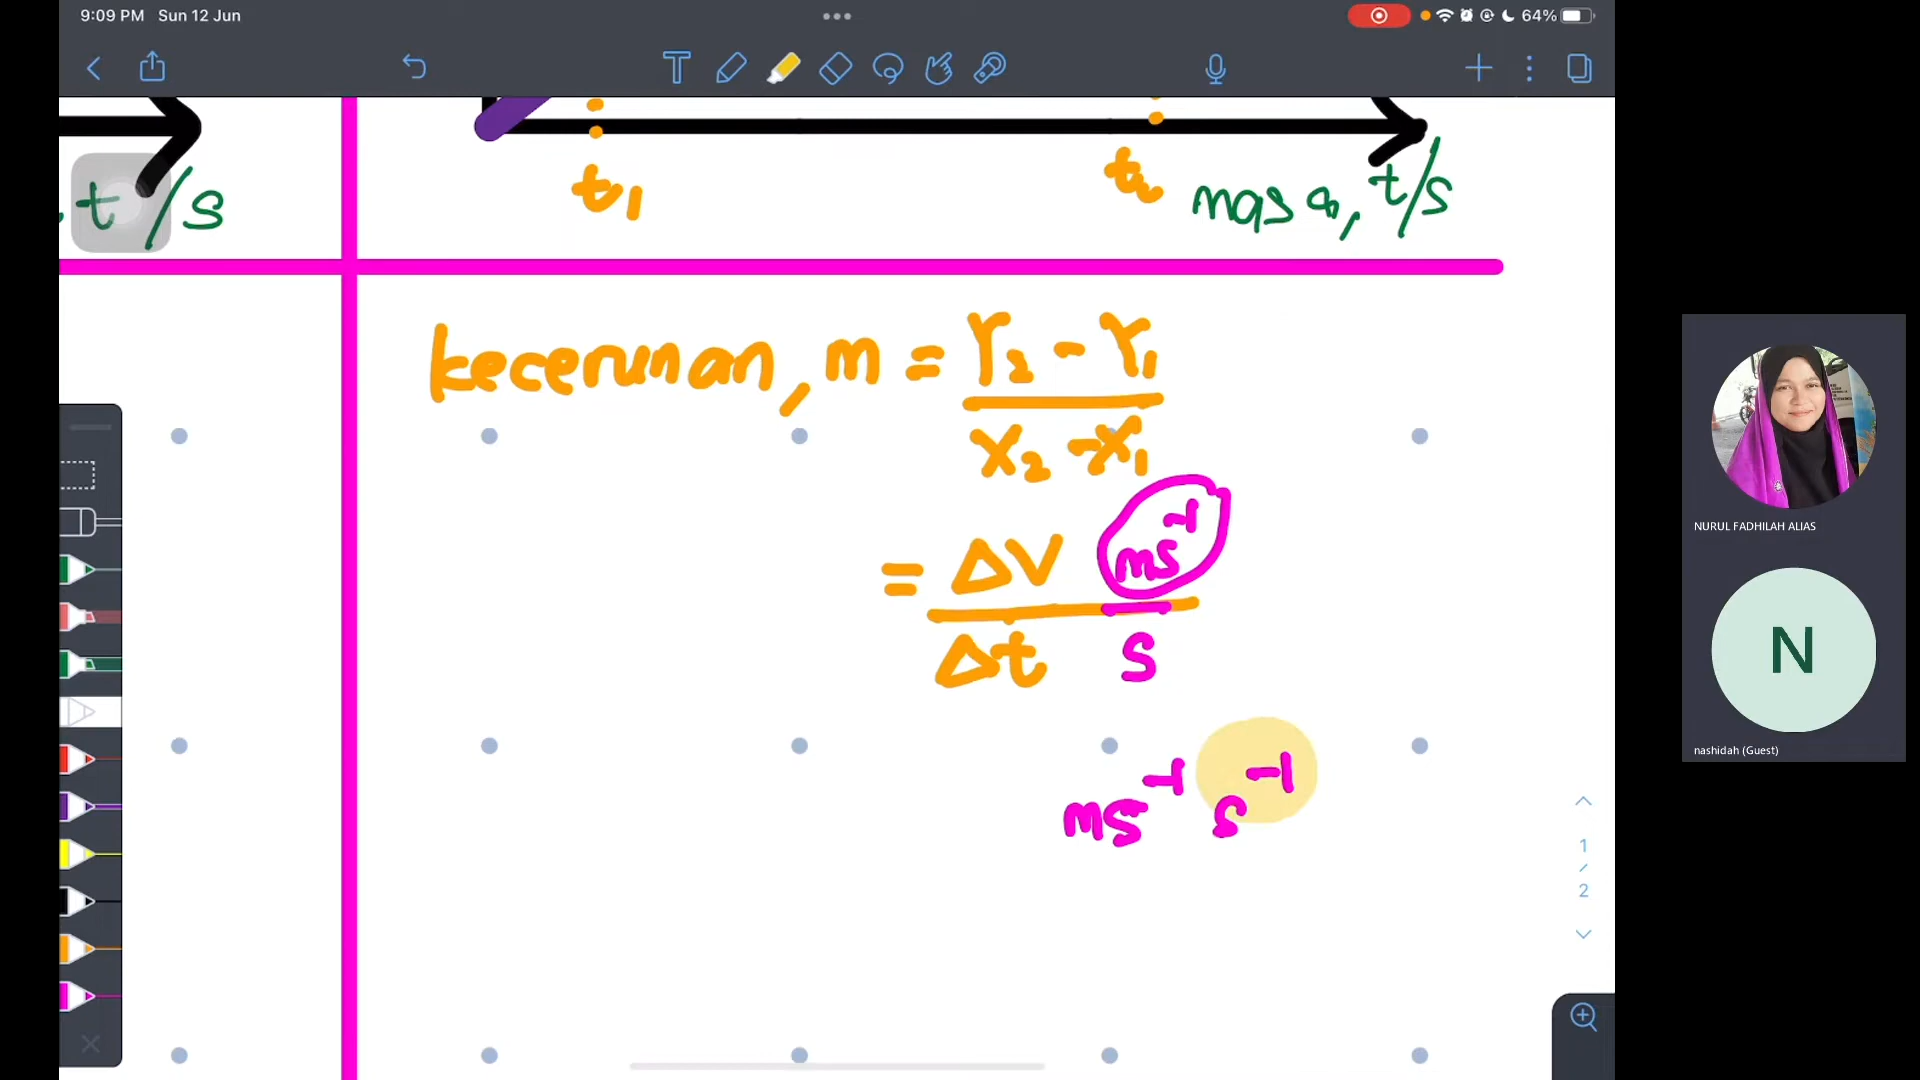 9:09 PM Sun 12 Jun
64%
t/s
t1
t2
masa, t/s
kecerunan, m = Y2 - Y1
X2 - X1
= ΔV ms⁻¹
Δt s
ms⁻¹ s⁻¹
NURUL FADHILAH ALIAS
N
nashidah (Guest)
1
/
2